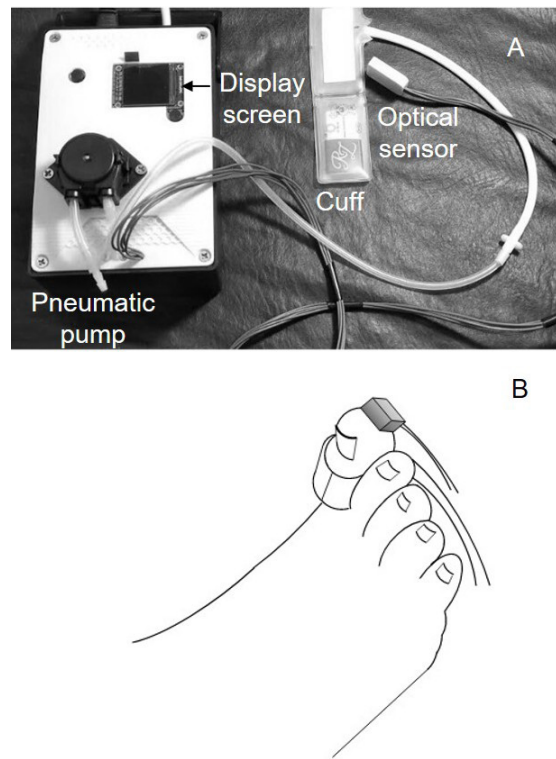 A
Display
screen
Optical
sensor
Cuff
Pneumatic
pump
B